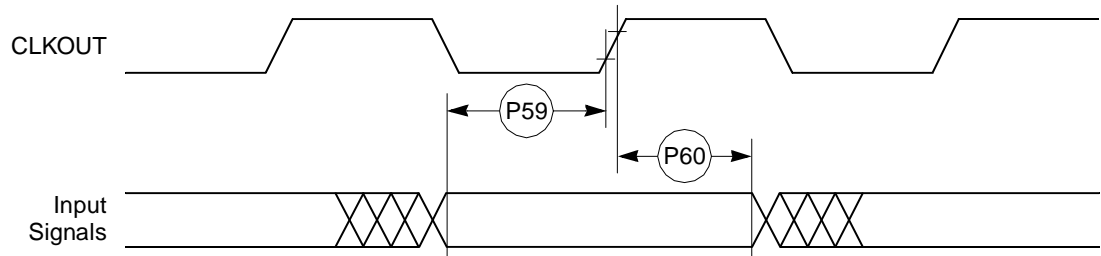 CLKOUT
P59
P60
Input
Signals